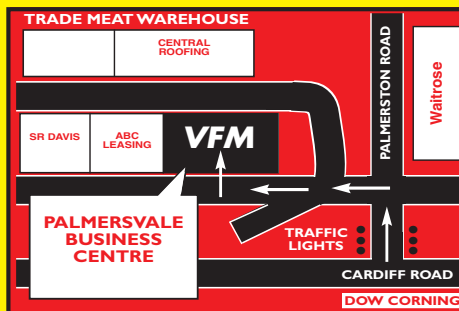 TRADE MEAT WAREHOUSE
CENTRAL
ROOFING
PALMERSTON ROAD
Waitrose
SR DAVIS
ABC
LEASING
VFM
PALMERSVALE
BUSINESS
CENTRE
TRAFFIC
LIGHTS
CARDIFF ROAD
DOW CORNING